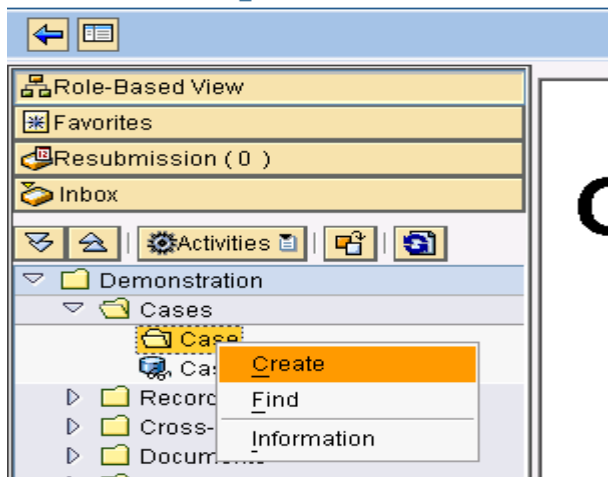 Role-Based View
Favorites
Resubmission ( 0 )
Inbox
Activities
Demonstration
Cases
Case
Create
Find
Information